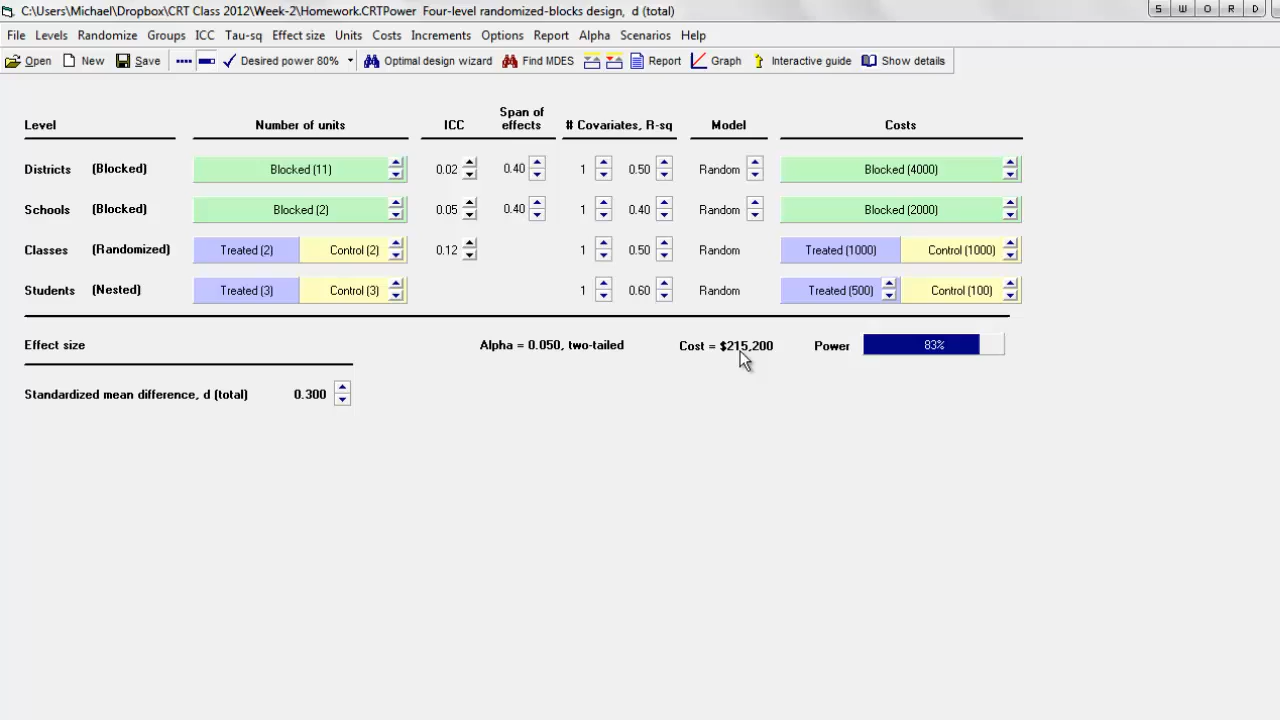 C:\Users\Michael\Dropbox\CRT Class 2012\Week-2\Homework.CRTPower Four-level randomized-blocks design, d (total) S W O R D
File Levels Randomize Groups ICC Tau-sq Effect size Units Costs Increments Options Report Alpha Scenarios Help
Open New Save Desired power 80% Optimal design wizard Find MDES Report Graph Interactive guide Show details
Level Number of units ICC Span of effects # Covariates, R-sq Model Costs
Districts (Blocked) Blocked (11) 0.02 0.40 1 0.50 Random Blocked (4000)
Schools (Blocked) Blocked (2) 0.05 0.40 1 0.40 Random Blocked (2000)
Classes (Randomized) Treated (2) Control (2) 0.12 1 0.50 Random Treated (1000) Control (1000)
Students (Nested) Treated (3) Control (3) 1 0.60 Random Treated (500) Control (100)
Effect size Alpha = 0.050, two-tailed Cost = $215,200 Power 83%
Standardized mean difference, d (total) 0.300